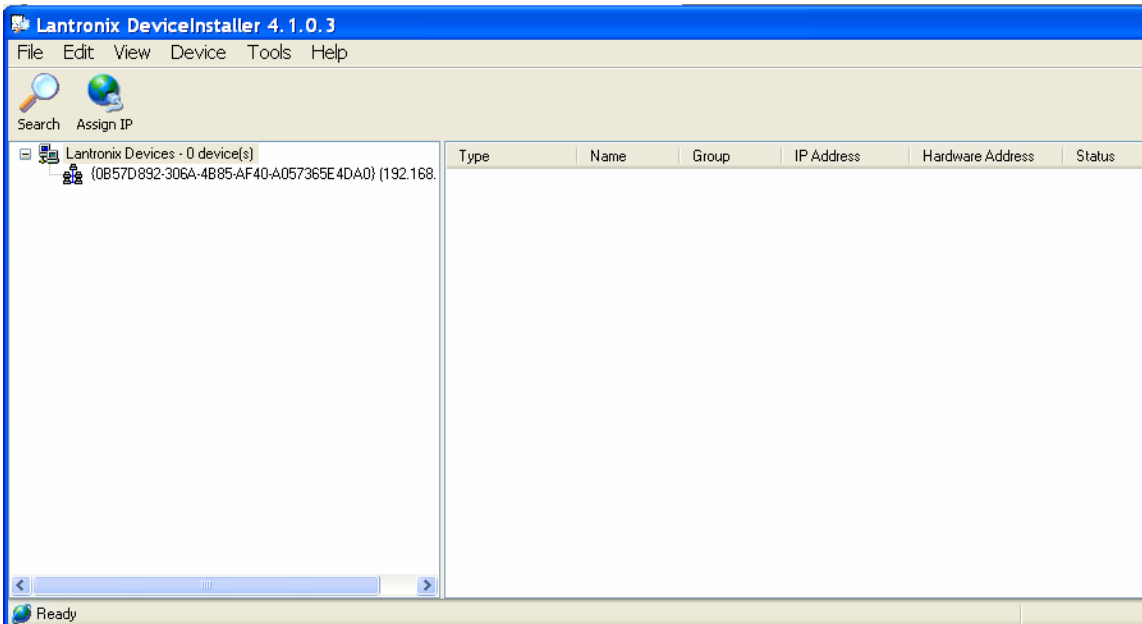 Lantronix DeviceInstaller 4.1.0.3
File Edit View Device Tools Help
Search Assign IP
Lantronix Devices - 0 device(s)
{0B57D892-306A-4B85-AF40-A057365E4DA0} (192.168.
Type Name Group IP Address Hardware Address Status
Ready